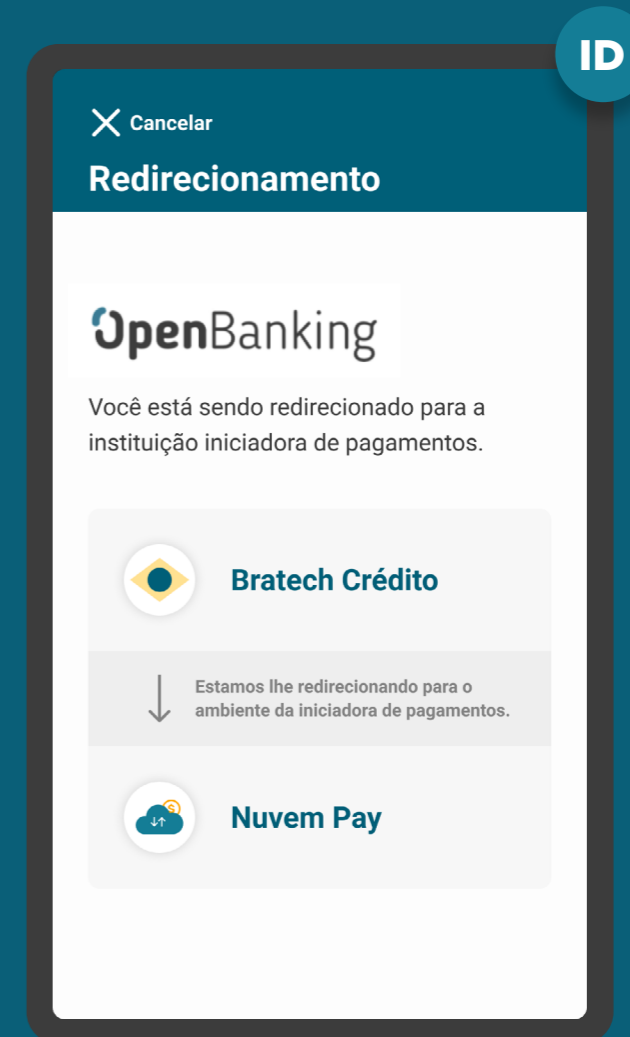 ID
Cancelar
Redirecionamento
OpenBanking
Você está sendo redirecionado para a
instituição iniciadora de pagamentos.
Bratech Crédito
Estamos lhe redirecionando para o
ambiente da iniciadora de pagamentos.
$
Nuvem Pay